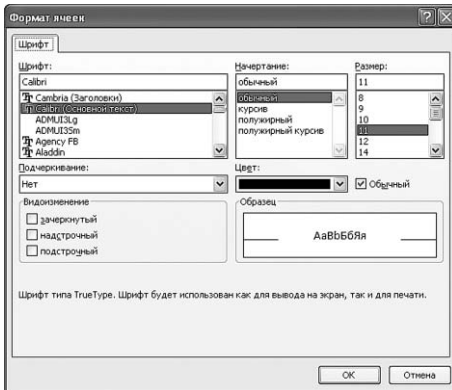 Формат ячеек
Шрифт
Шрифт:
Calibri
Cambria (Заголовки)
Calibri (Основной текст)
ADMUI3Lg
ADMUI3Sm
Agency FB
Aladdin
Начертание:
обычный
обычный
курсив
полужирный
полужирный курсив
Размер:
11
8
9
10
11
12
14
Подчеркивание:
Нет
Цвет:
Обычный
Видоизменение
зачеркнутый
надстрочный
подстрочный
Образец
АаВbБбЯя
Шрифт типа TrueType. Шрифт будет использован как для вывода на экран, так и для печати.
ОК
Отмена